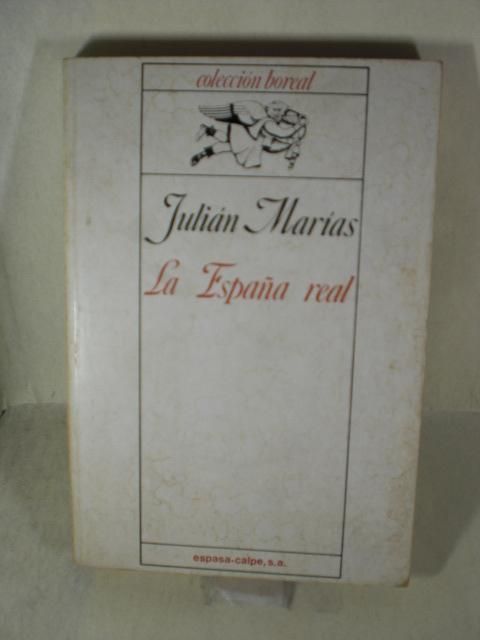 colección boreal
Julián Marías
La España real
espasa-calpe, s.a.